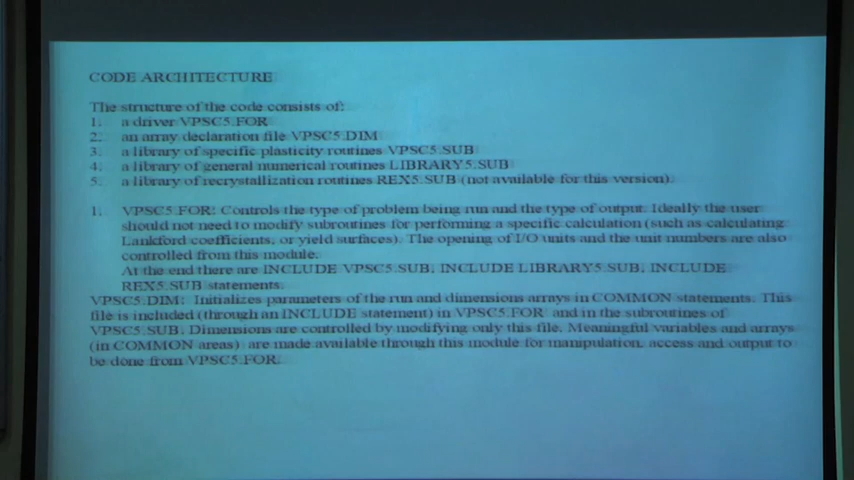 CODE ARCHITECTURE
The structure of the code consists of:
1. a driver VPSC5.FOR
2. an array declaration file VPSC5.DIM
3. a library of specific plasticity routines VPSC5.SUB
4. a library of general numerical routines LIBRARY5.SUB
5. a library of recrystallization routines REX5.SUB (not available for this version).
1. VPSC5.FOR: Controls the type of problem being run and the type of output. Ideally the user
should not need to modify subroutines for performing a specific calculation (such as calculating
Lankford coefficients, or yield surfaces). The opening of I/O units and the unit numbers are also
controlled from this module.
At the end there are INCLUDE VPSC5.SUB, INCLUDE LIBRARY5.SUB, INCLUDE
REX5.SUB statements.
VPSC5.DIM: Initializes parameters of the run and dimensions arrays in COMMON statements. This
file is included (through an INCLUDE statement) in VPSC5.FOR and in the subroutines of
VPSC5.SUB. Dimensions are controlled by modifying only this file. Meaningful variables and arrays
(in COMMON areas) are made available through this module for manipulation, access and output to
be done from VPSC5.FOR.